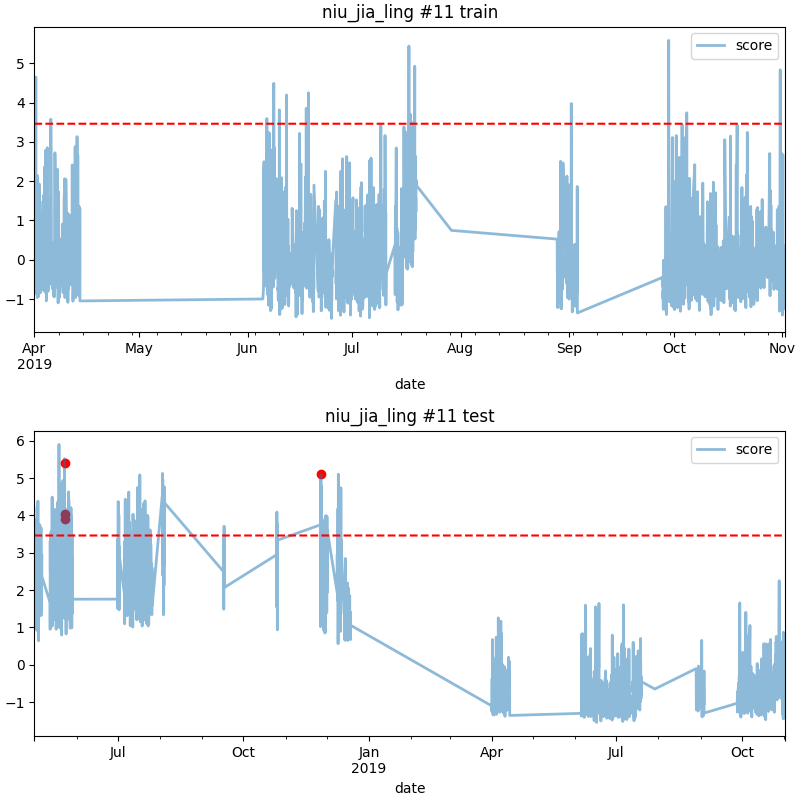 niu_jia_ling #11 train
score
5
4
3
2
1
0
−1
Apr May Jun Jul Aug Sep Oct Nov
2019
date
niu_jia_ling #11 test
score
6
5
4
3
2
1
0
−1
Jul Oct Jan Apr Jul Oct
2019
date